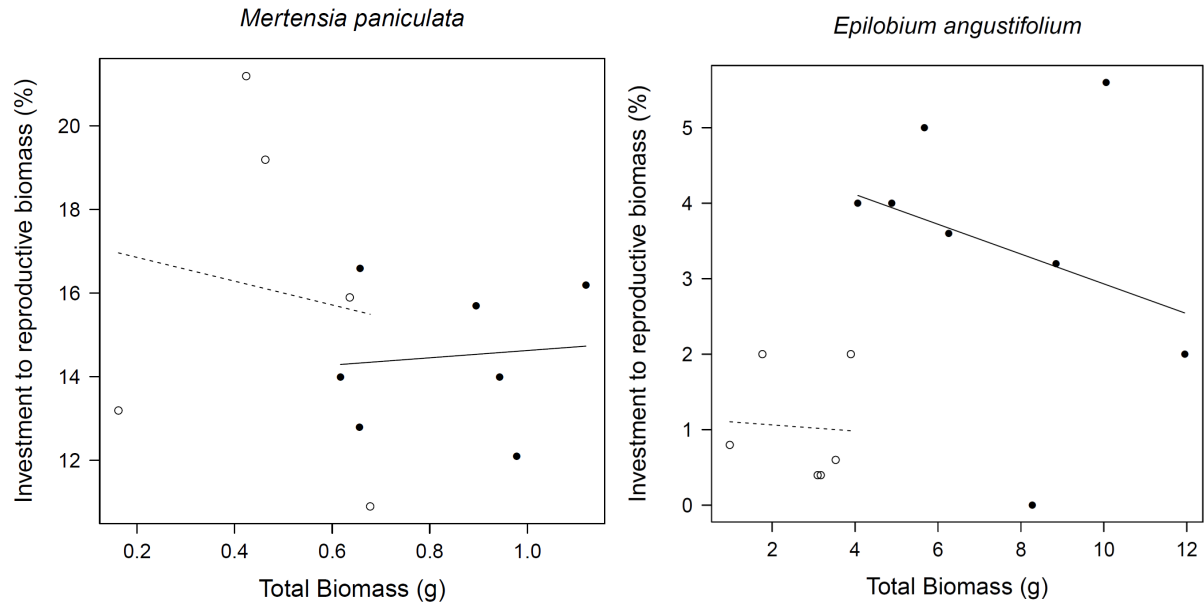 Mertensia paniculata
Investment to reproductive biomass (%)
20
18
16
14
12
0.2 0.4 0.6 0.8 1.0
Total Biomass (g)
Epilobium angustifolium
Investment to reproductive biomass (%)
5
4
3
2
1
0
2 4 6 8 10 12
Total Biomass (g)